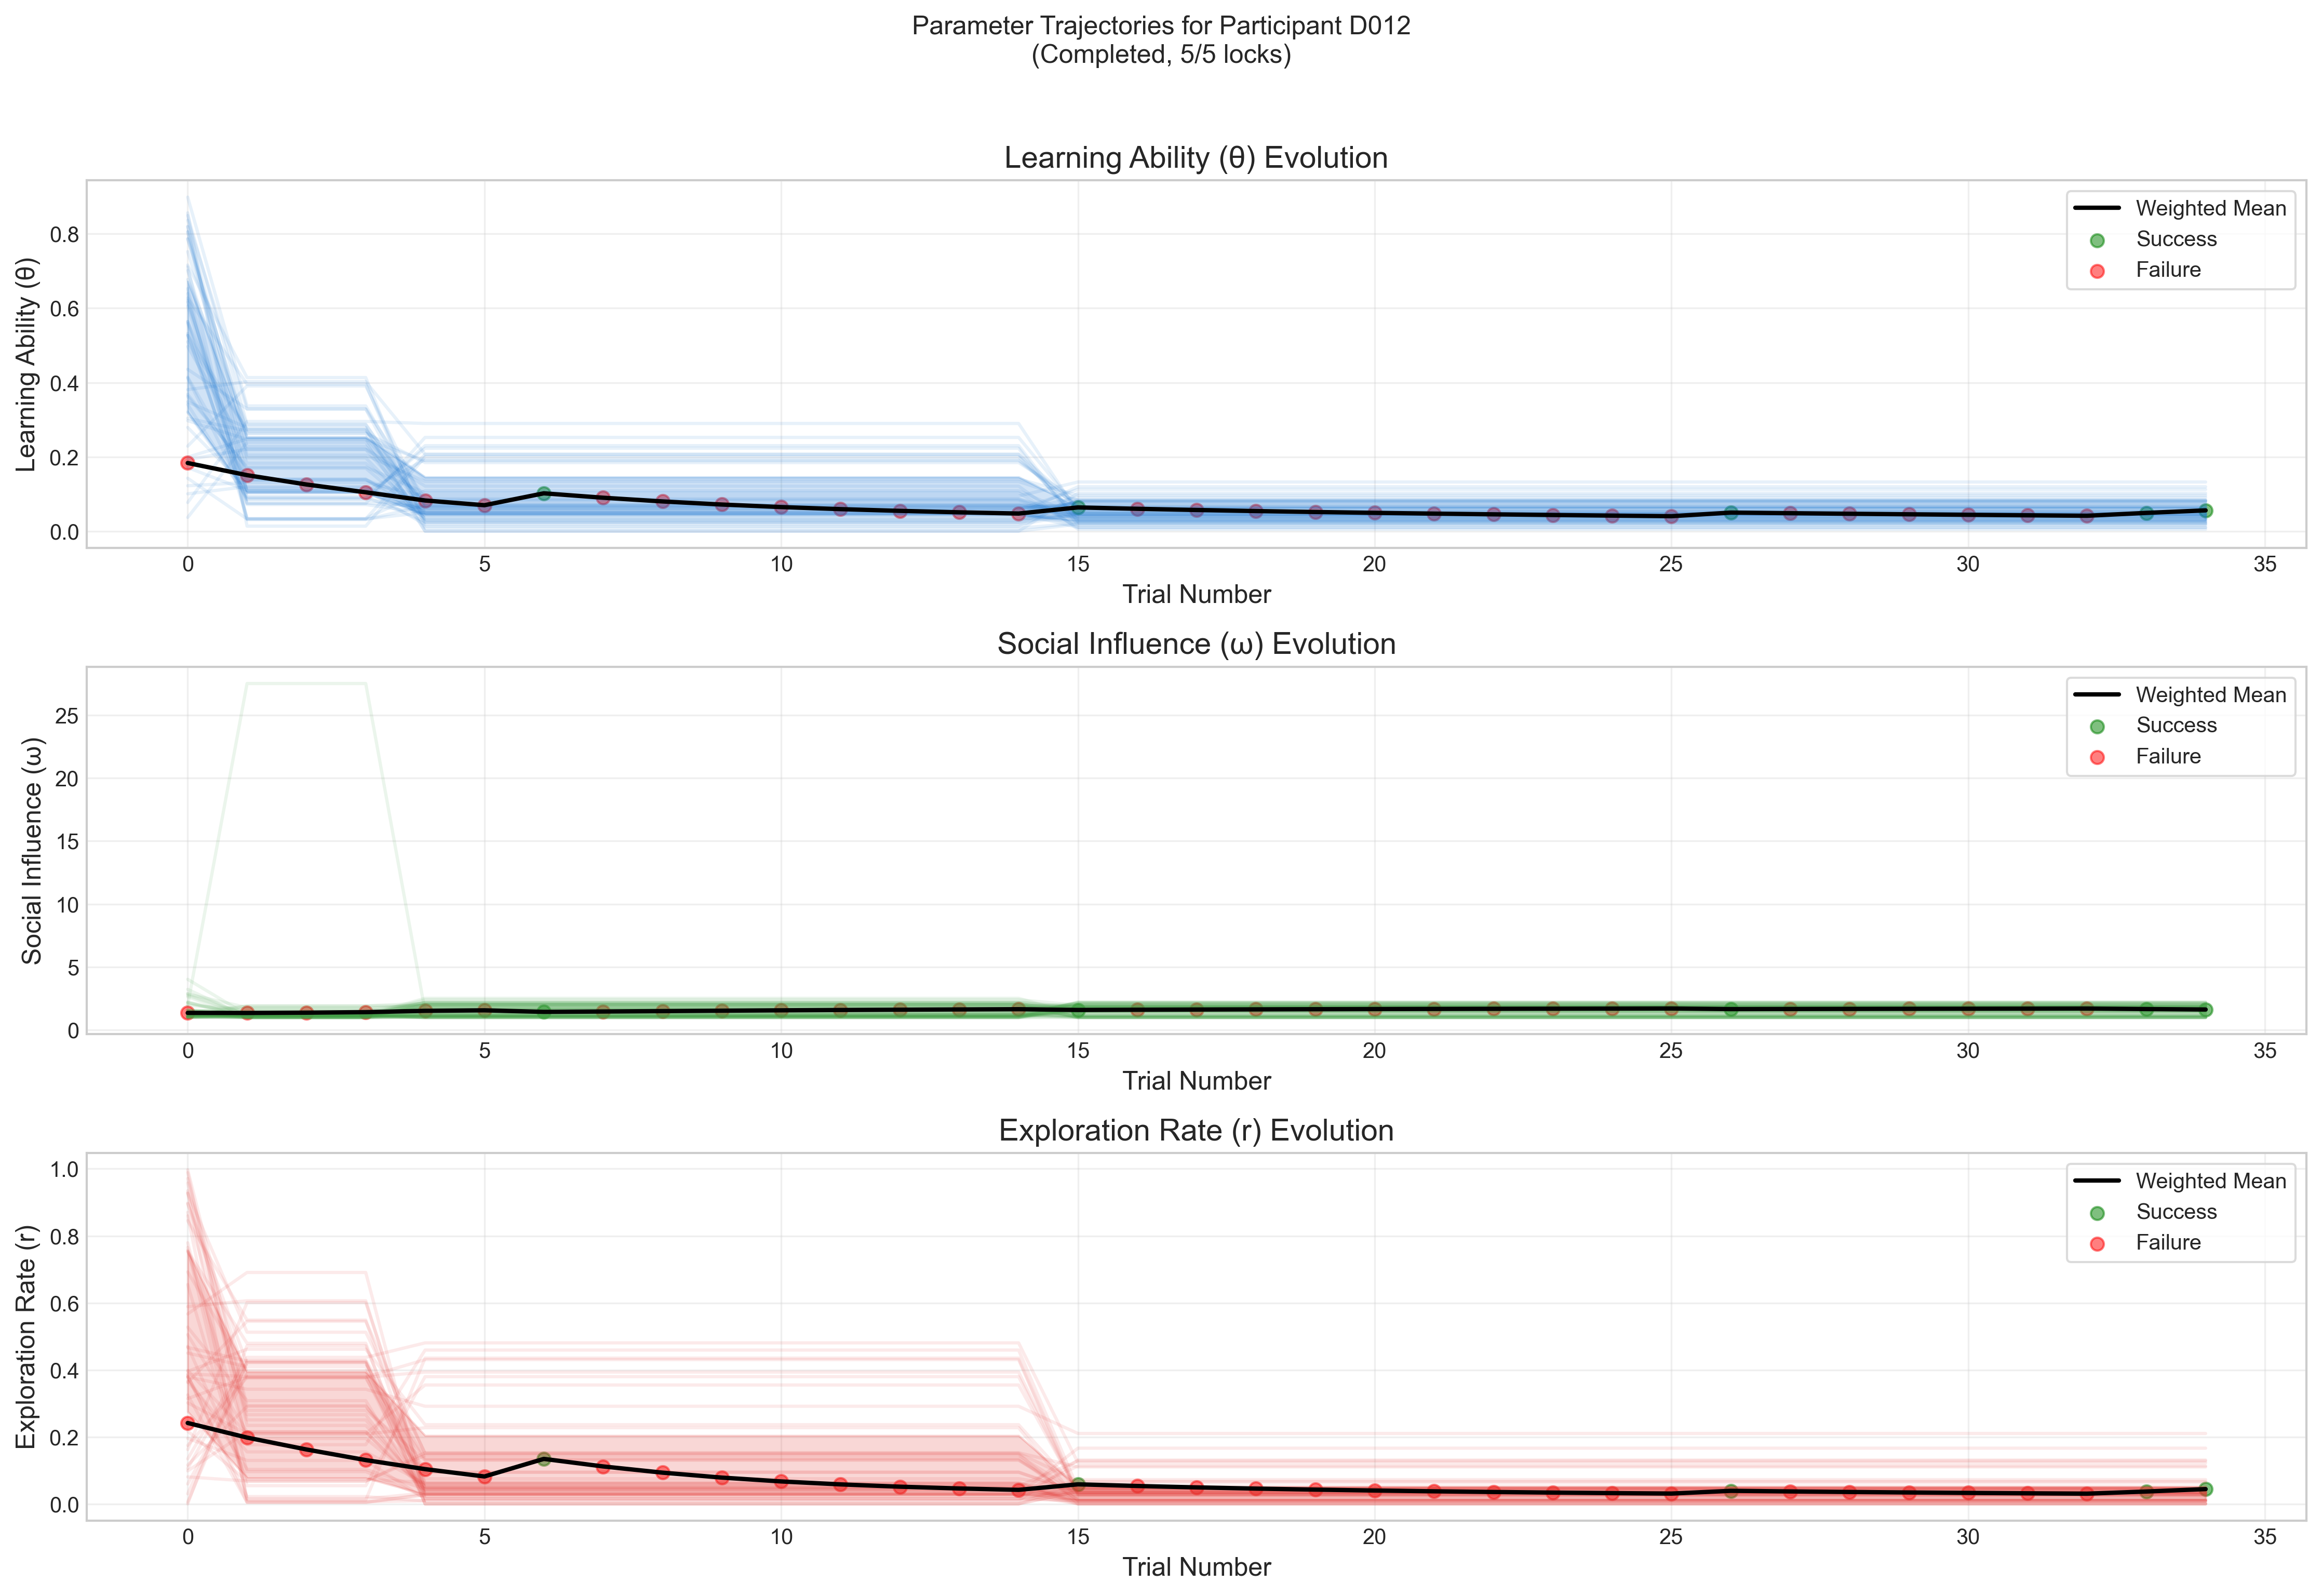 Parameter Trajectories for Participant D012
(Completed, 5/5 locks)
Learning Ability (θ) Evolution
Learning Ability (θ)
0.8
0.6
0.4
0.2
0.0
Weighted Mean
Success
Failure
0 5 10 15 20 25 30 35
Trial Number
Social Influence (ω) Evolution
Social Influence (ω)
25
20
15
10
5
0
Weighted Mean
Success
Failure
0 5 10 15 20 25 30 35
Trial Number
Exploration Rate (r) Evolution
Exploration Rate (r)
1.0
0.8
0.6
0.4
0.2
0.0
Weighted Mean
Success
Failure
0 5 10 15 20 25 30 35
Trial Number